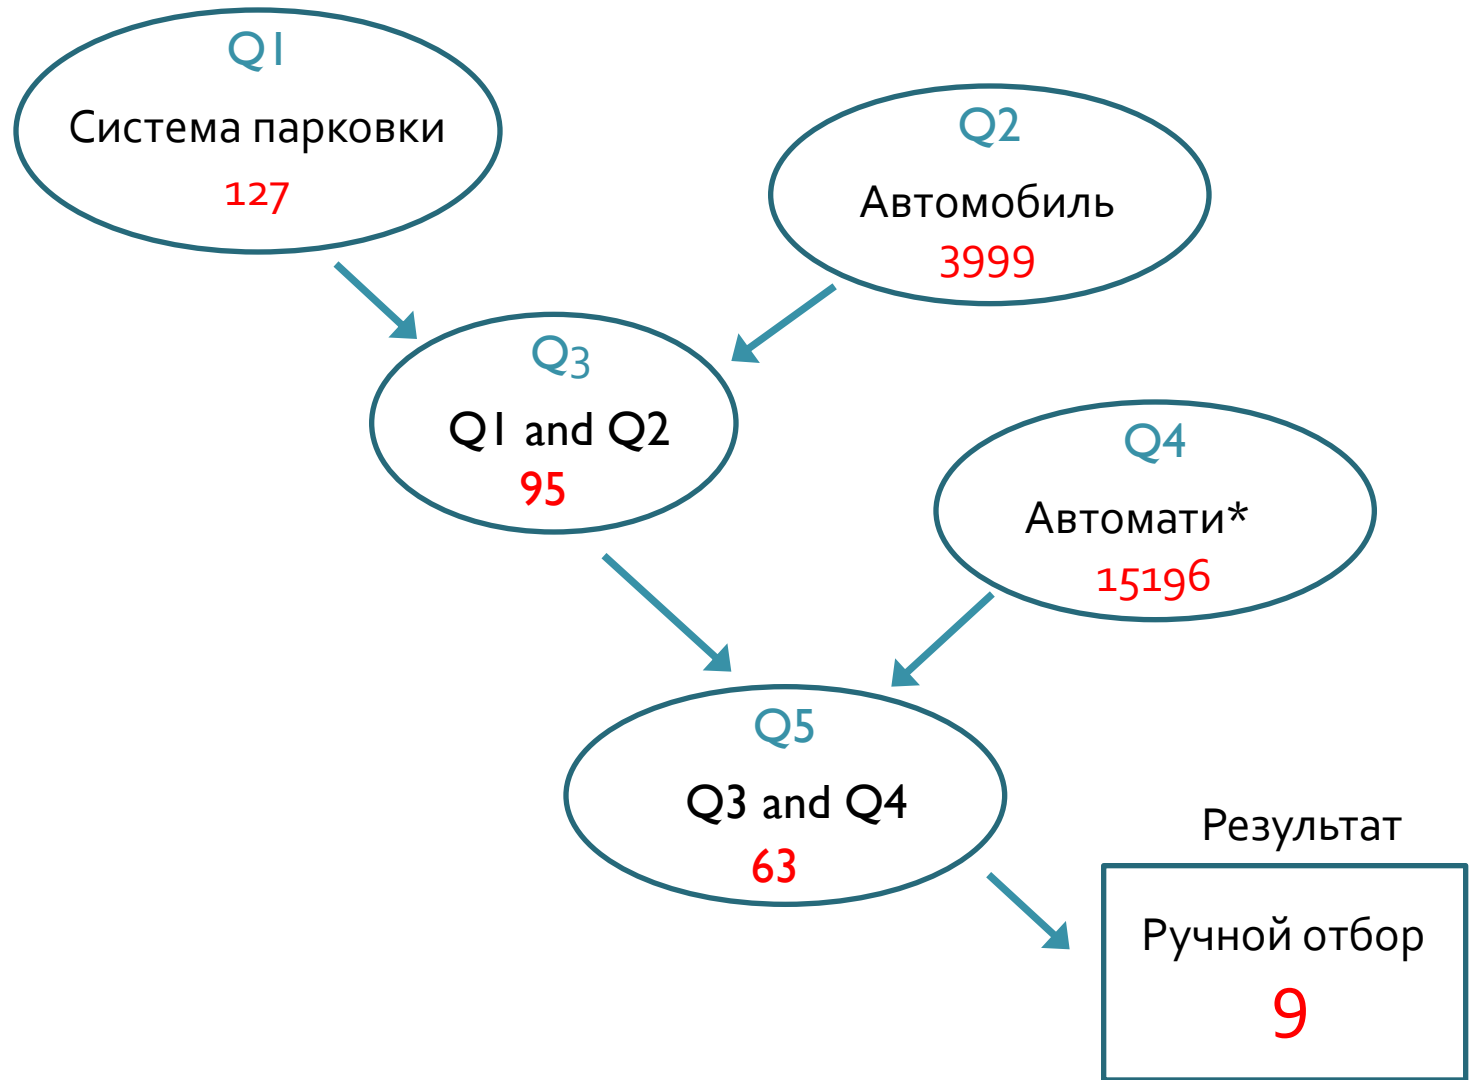 Q1
Система парковки
127
Q2
Автомобиль
3999
Q3
Q1 and Q2
95
Q4
Автомати*
15196
Q5
Q3 and Q4
63
Результат
Ручной отбор
9